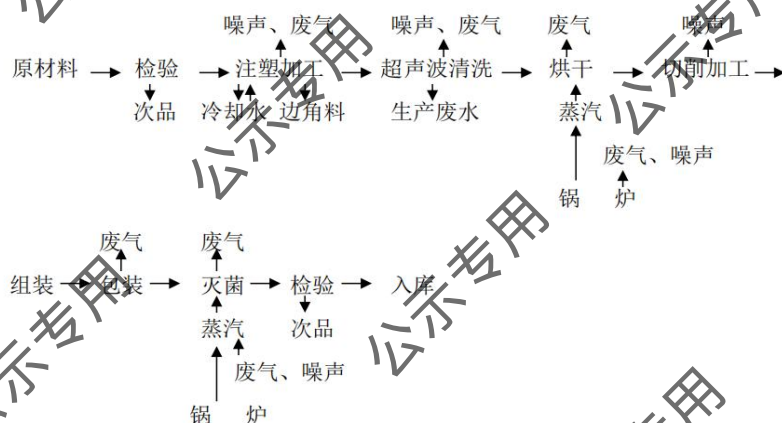 噪声、废气 噪声、废气 废气 噪声
原材料 检验 注塑加工 超声波清洗 烘干 切削加工
次品 冷却水 边角料 生产废水 蒸汽
废气、噪声
锅 炉
废气 废气
组装 包装 灭菌 检验 入库
蒸汽 次品
废气、噪声
锅 炉
公示专用
公示专用
公示专用
公示专用